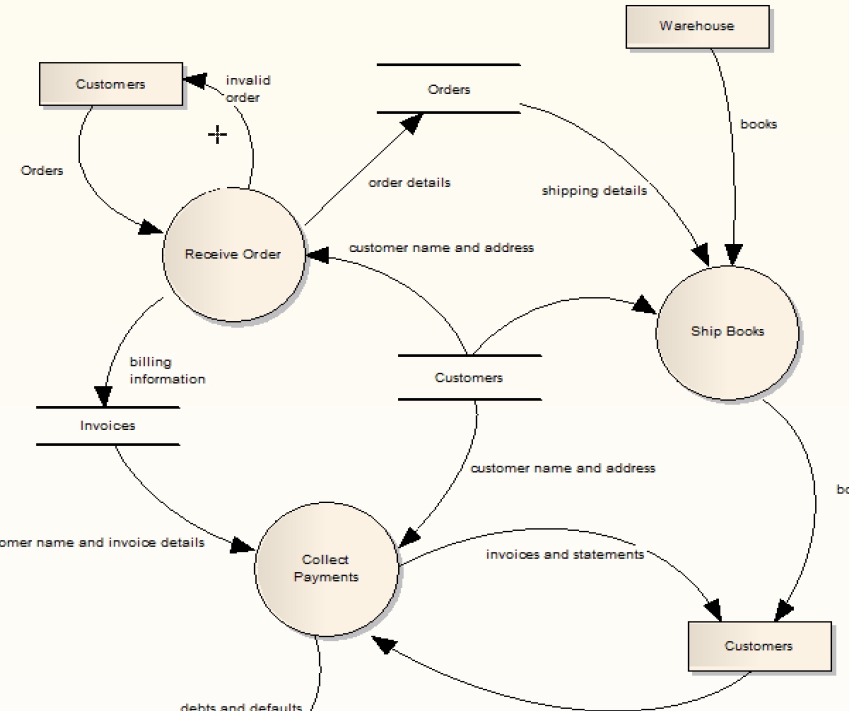 Warehouse
Customers
invalid
order
Orders
books
Orders
order details
shipping details
customer name and address
Receive Order
Ship Books
billing
information
Customers
Invoices
customer name and address
omer name and invoice details
invoices and statements
Collect
Payments
Customers
debts and defaults